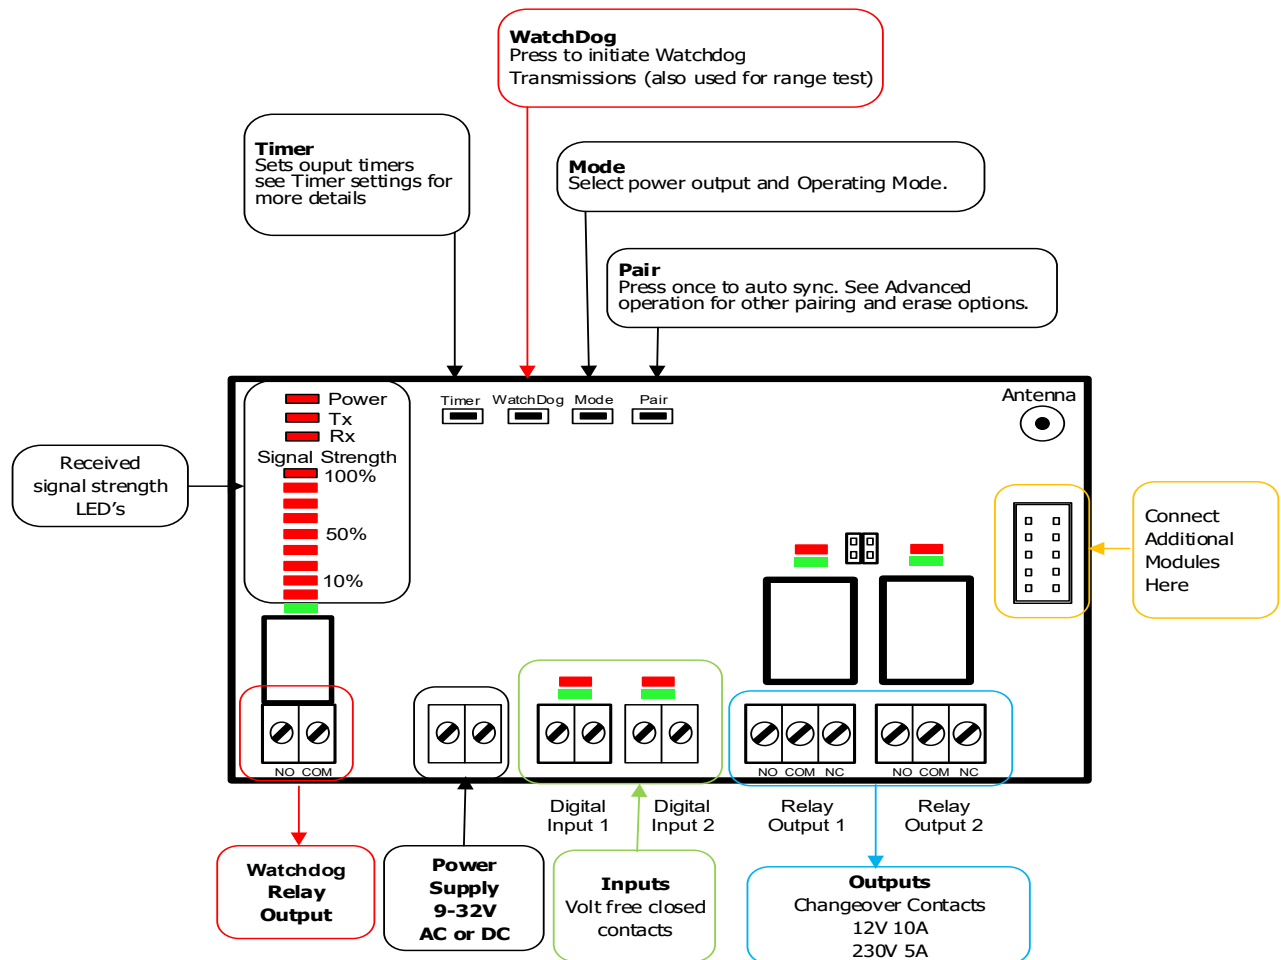 WatchDog
Press to initiate Watchdog
Transmissions (also used for range test)
Timer
Sets ouput timers
see Timer settings for
more details
Mode
Select power output and Operating Mode.
Pair
Press once to auto sync. See Advanced
operation for other pairing and erase options.
Power
Tx
Rx
Signal Strength
100%
50%
10%
Timer WatchDog Mode Pair
Antenna
Received
signal strength
LED's
Connect
Additional
Modules
Here
NO COM
NO COM NC
NO COM NC
Digital
Input 1
Digital
Input 2
Relay
Output 1
Relay
Output 2
Watchdog
Relay
Output
Power
Supply
9-32V
AC or DC
Inputs
Volt free closed
contacts
Outputs
Changeover Contacts
12V 10A
230V 5A